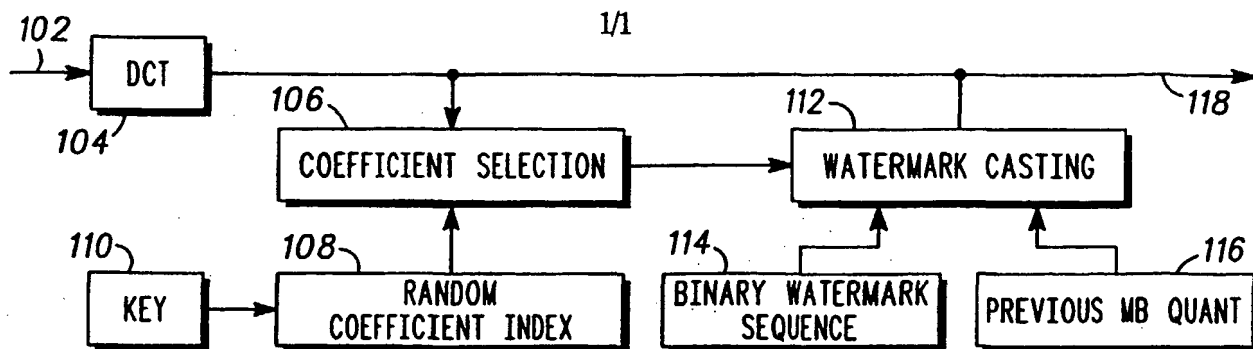 1/1
102
DCT
104
118
106
COEFFICIENT SELECTION
112
WATERMARK CASTING
110
KEY
108
RANDOM
COEFFICIENT INDEX
114
BINARY WATERMARK
SEQUENCE
116
PREVIOUS MB QUANT